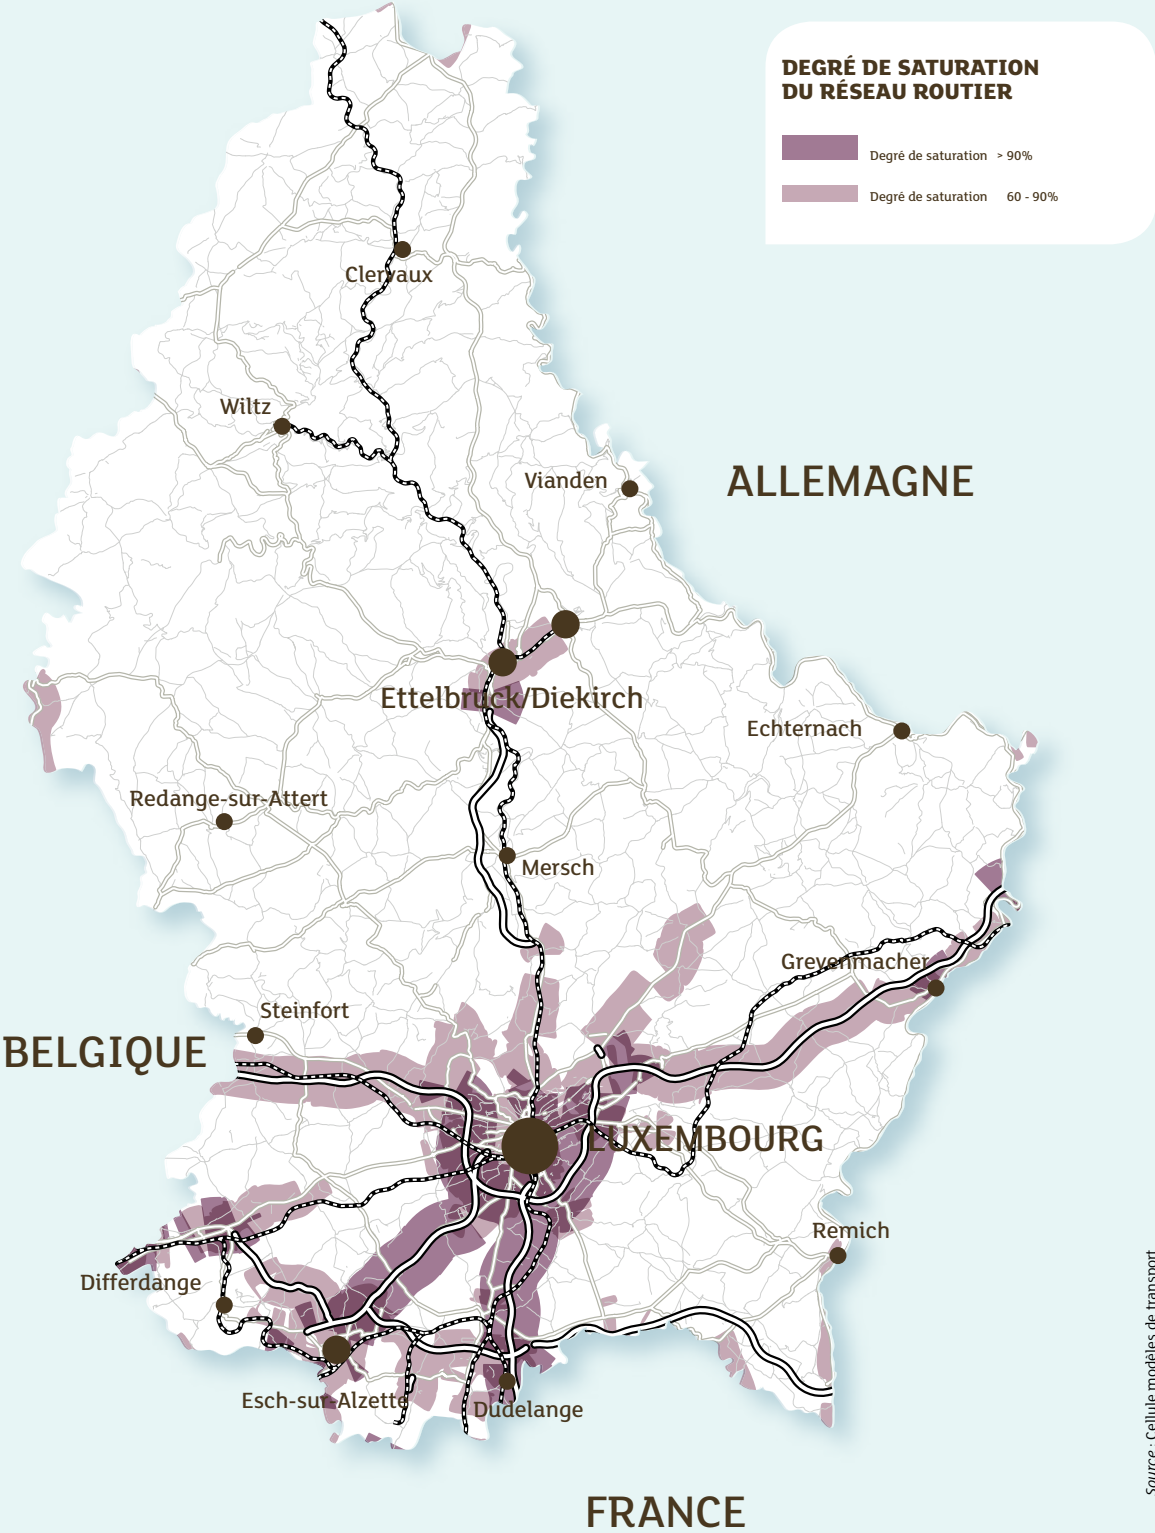 DEGRÉ DE SATURATION
DU RÉSEAU ROUTIER
Degré de saturation > 90%
Degré de saturation 60 - 90%
Clervaux
Wiltz
Vianden
ALLEMAGNE
Ettelbruck/Diekirch
Echternach
Redange-sur-Attert
Mersch
Grevenmacher
Steinfort
BELGIQUE
LUXEMBOURG
Remich
Differdange
Esch-sur-Alzette
Dudelange
FRANCE
Source : Cellule modèles de transport